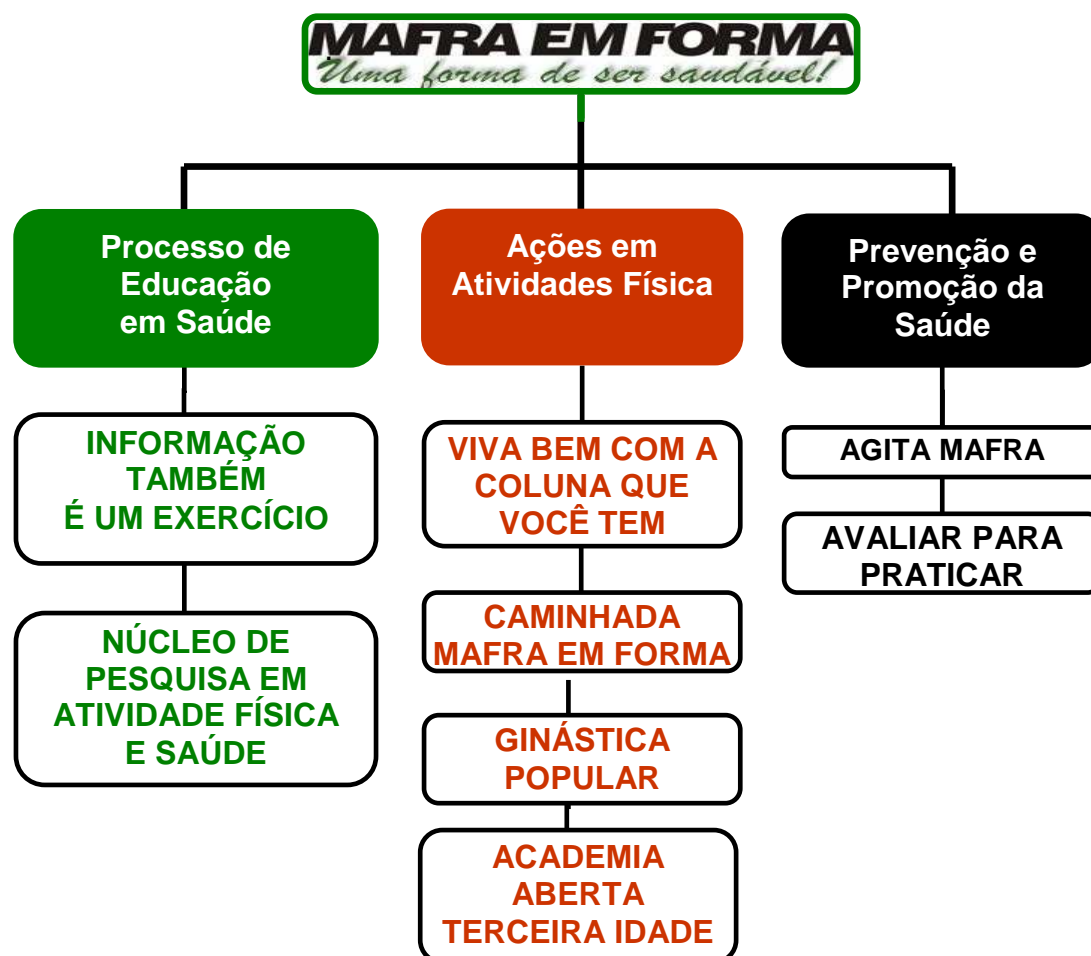 MAFRA EM FORMA
Uma forma de ser saudável!
Processo de
Educação
em Saúde
INFORMAÇÃO
TAMBÉM
É UM EXERCÍCIO
NÚCLEO DE
PESQUISA EM
ATIVIDADE FÍSICA
E SAÚDE
Ações em
Atividades Física
VIVA BEM COM A
COLUNA QUE
VOCÊ TEM
CAMINHADA
MAFRA EM FORMA
GINÁSTICA
POPULAR
ACADEMIA
ABERTA
TERCEIRA IDADE
Prevenção e
Promoção da
Saúde
AGITA MAFRA
AVALIAR PARA
PRATICAR